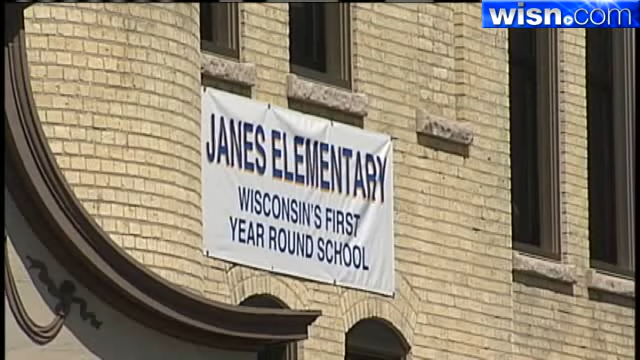 wisn.com
JANES ELEMENTARY
WISCONSIN'S FIRST
YEAR ROUND SCHOOL